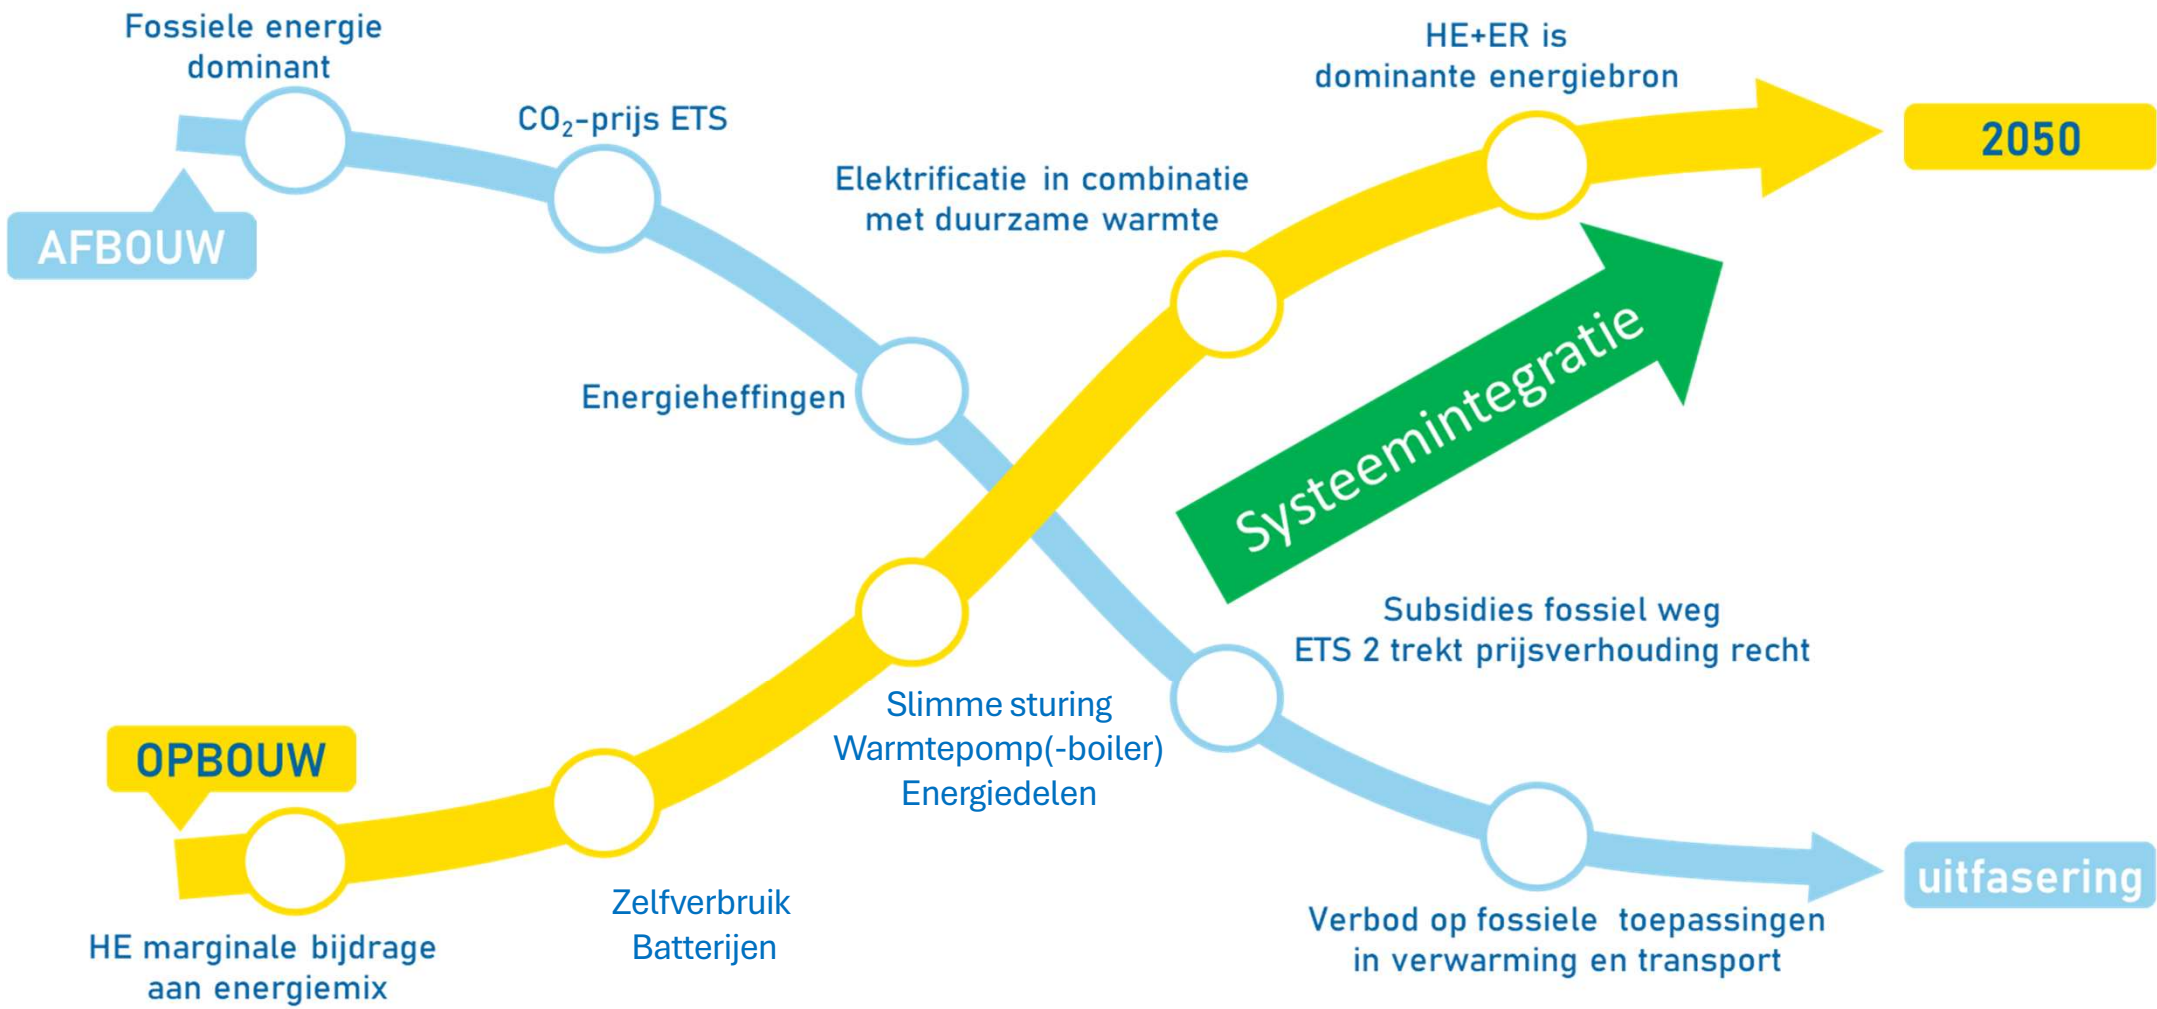 Fossiele energie
dominant
CO₂-prijs ETS
HE+ER is
dominante energiebron
2050
AFBOUW
Elektrificatie in combinatie
met duurzame warmte
Energieheffingen
Systeemintegratie
Subsidies fossiel weg
ETS 2 trekt prijsverhouding recht
OPBOUW
Slimme sturing
Warmtepomp(-boiler)
Energiedelen
uitfasering
Zelfverbruik
Batterijen
HE marginale bijdrage
aan energiemix
Verbod op fossiele toepassingen
in verwarming en transport